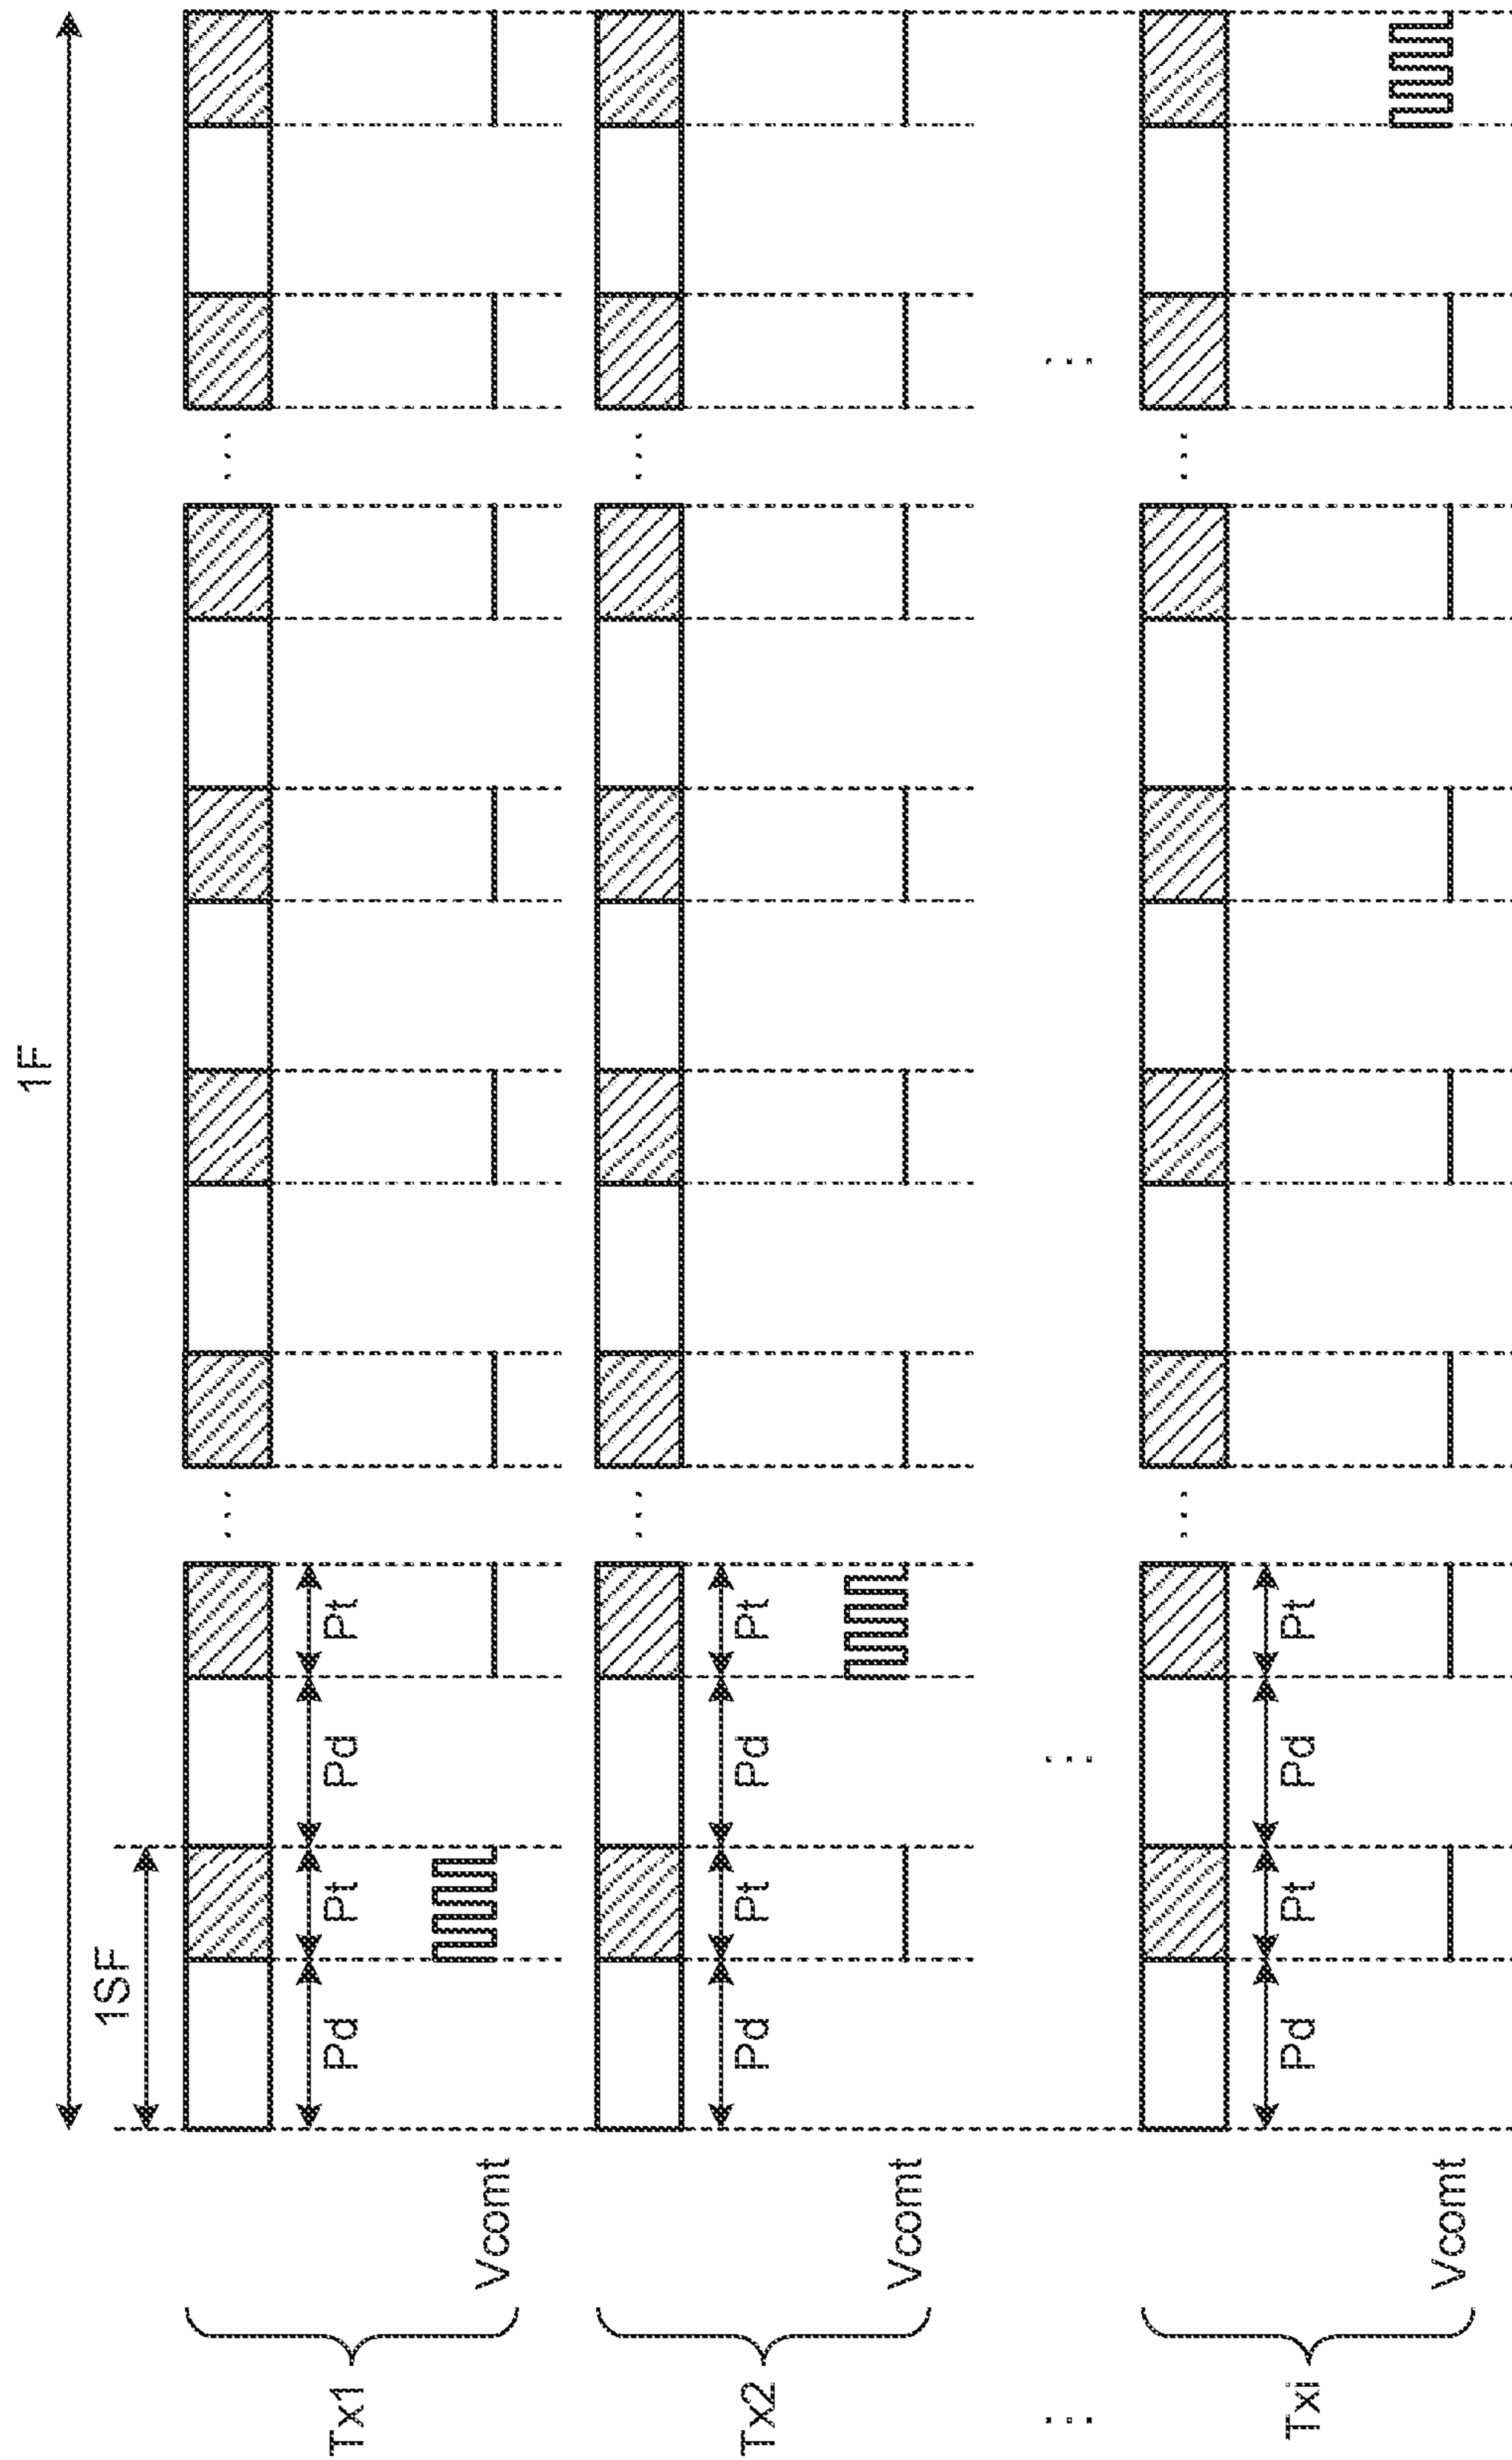 1F
1SF
Tx1
Pd Pt Pd Pt ...
Vcomt
Tx2
Pd Pt Pd Pt ...
Vcomt
...
Txi
Pd Pt Pd Pt ...
Vcomt